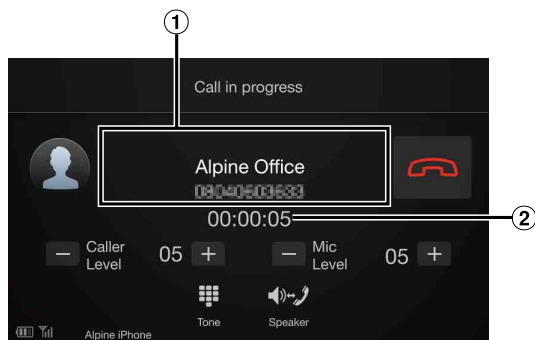 1
Call in progress
Alpine Office
00:00:05
2
Caller Level
05
Mic Level
05
Tone
Speaker
Alpine iPhone